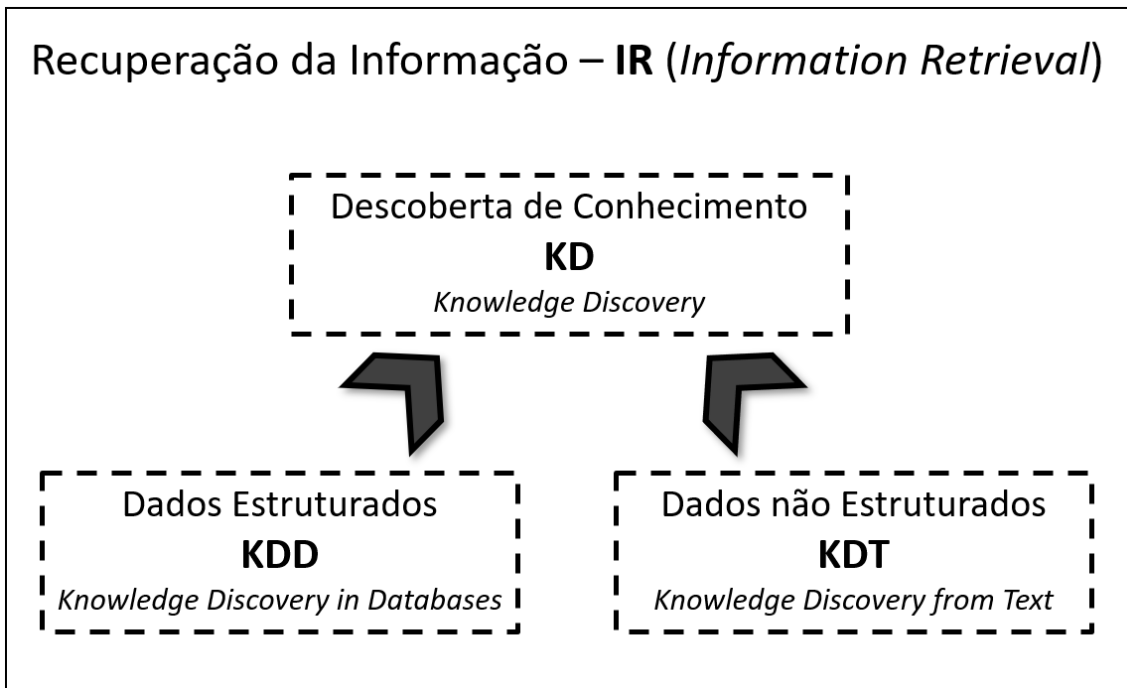 Recuperação da Informação – IR (Information Retrieval)
Descoberta de Conhecimento
KD
Knowledge Discovery
Dados Estruturados
KDD
Knowledge Discovery in Databases
Dados não Estruturados
KDT
Knowledge Discovery from Text